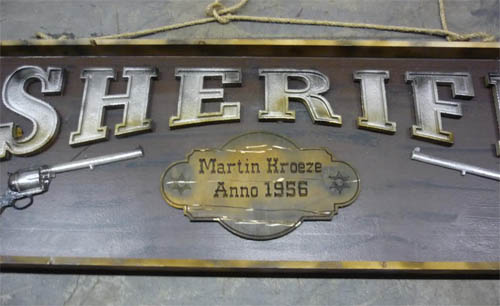 SHERIFF
Martin Kroeze
Anno 1956